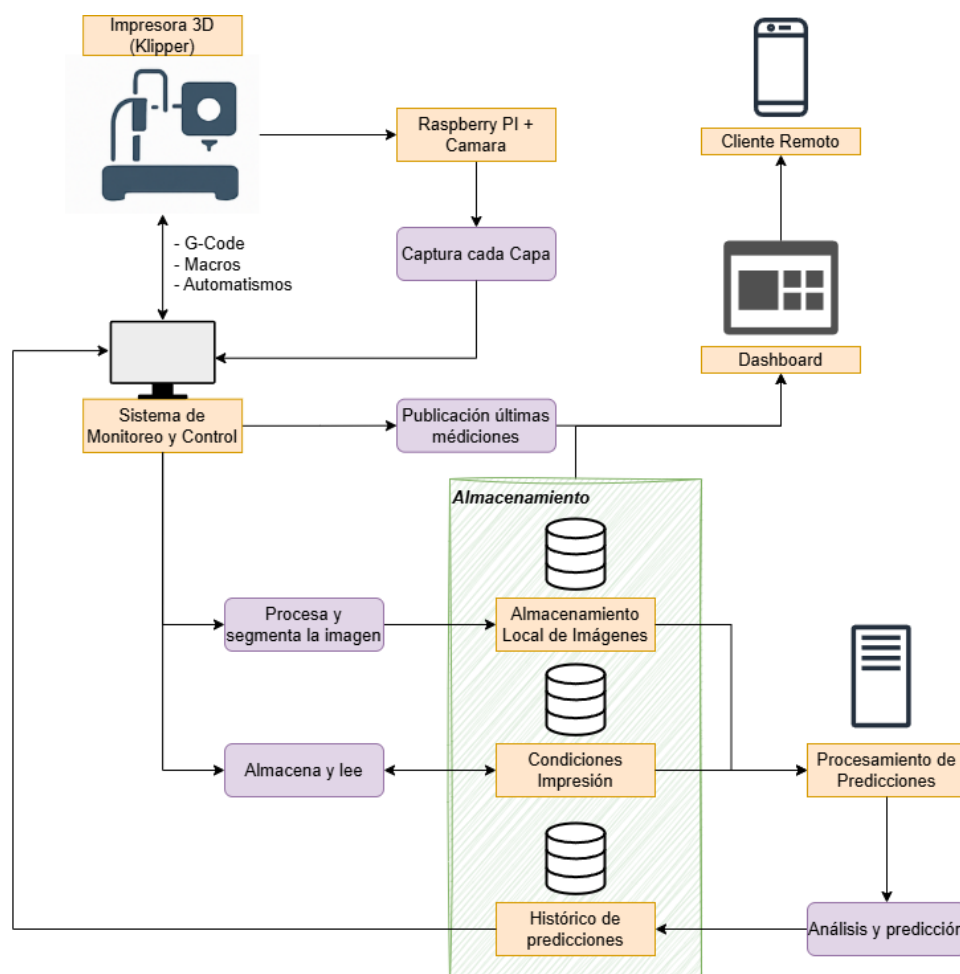 Impresora 3D
(Klipper)
Raspberry PI +
Camara
Cliente Remoto
- G-Code
- Macros
- Automatismos
Captura cada Capa
Dashboard
Sistema de
Monitoreo y Control
Publicación últimas
médiciones
Almacenamiento
Procesa y
segmenta la imagen
Almacenamiento
Local de Imágenes
Almacena y lee
Condiciones
Impresión
Procesamiento de
Predicciones
Histórico de
predicciones
Análisis y predicción